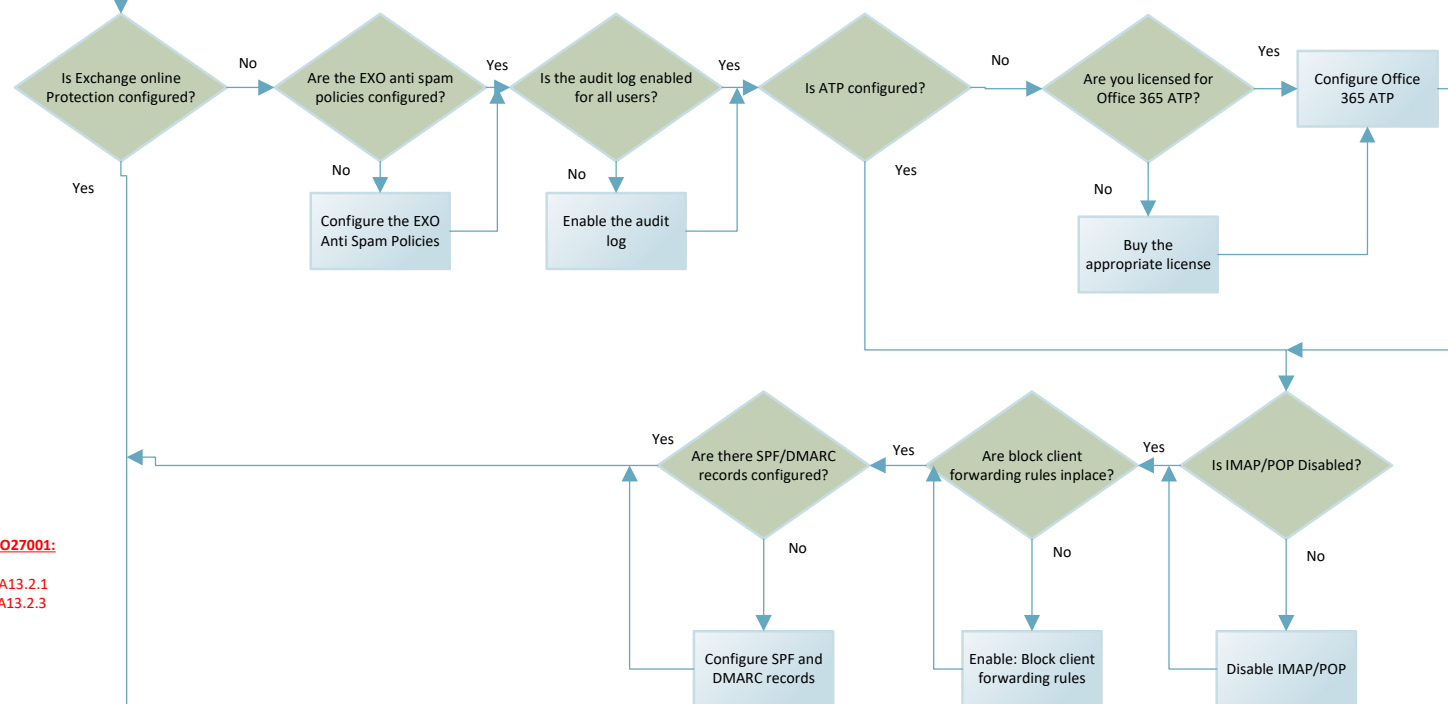 Is Exchange online
Protection configured?
No
Are the EXO anti spam
policies configured?
Yes
Is the audit log enabled
for all users?
Yes
Is ATP configured?
No
Are you licensed for
Office 365 ATP?
Yes
Configure Office
365 ATP
Yes
No
Configure the EXO
Anti Spam Policies
No
Enable the audit
log
Yes
No
Buy the
appropriate license
Yes
Are there SPF/DMARC
records configured?
Yes
Are block client
forwarding rules inplace?
Yes
Is IMAP/POP Disabled?
No
No
No
O27001:
A13.2.1
A13.2.3
Configure SPF and
DMARC records
Enable: Block client
forwarding rules
Disable IMAP/POP